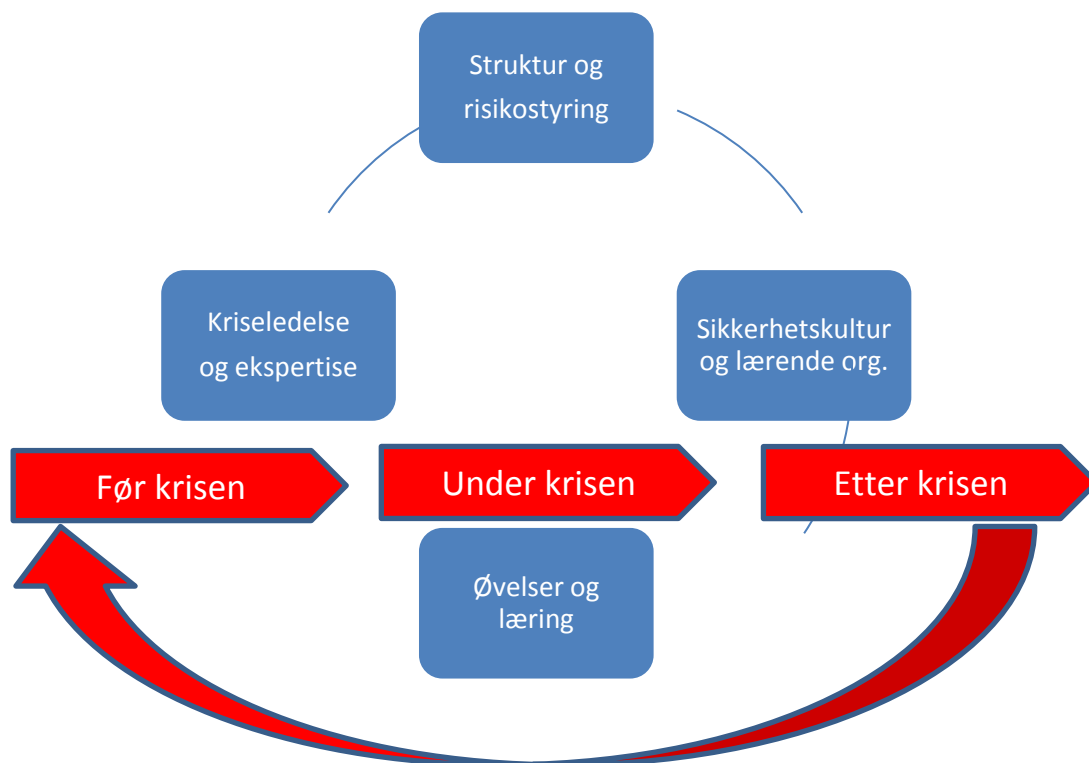 Struktur og
risikostyring
Kriseledelse
og ekspertise
Sikkerhetskultur
og lærende org.
Før krisen
Under krisen
Etter krisen
Øvelser og
læring